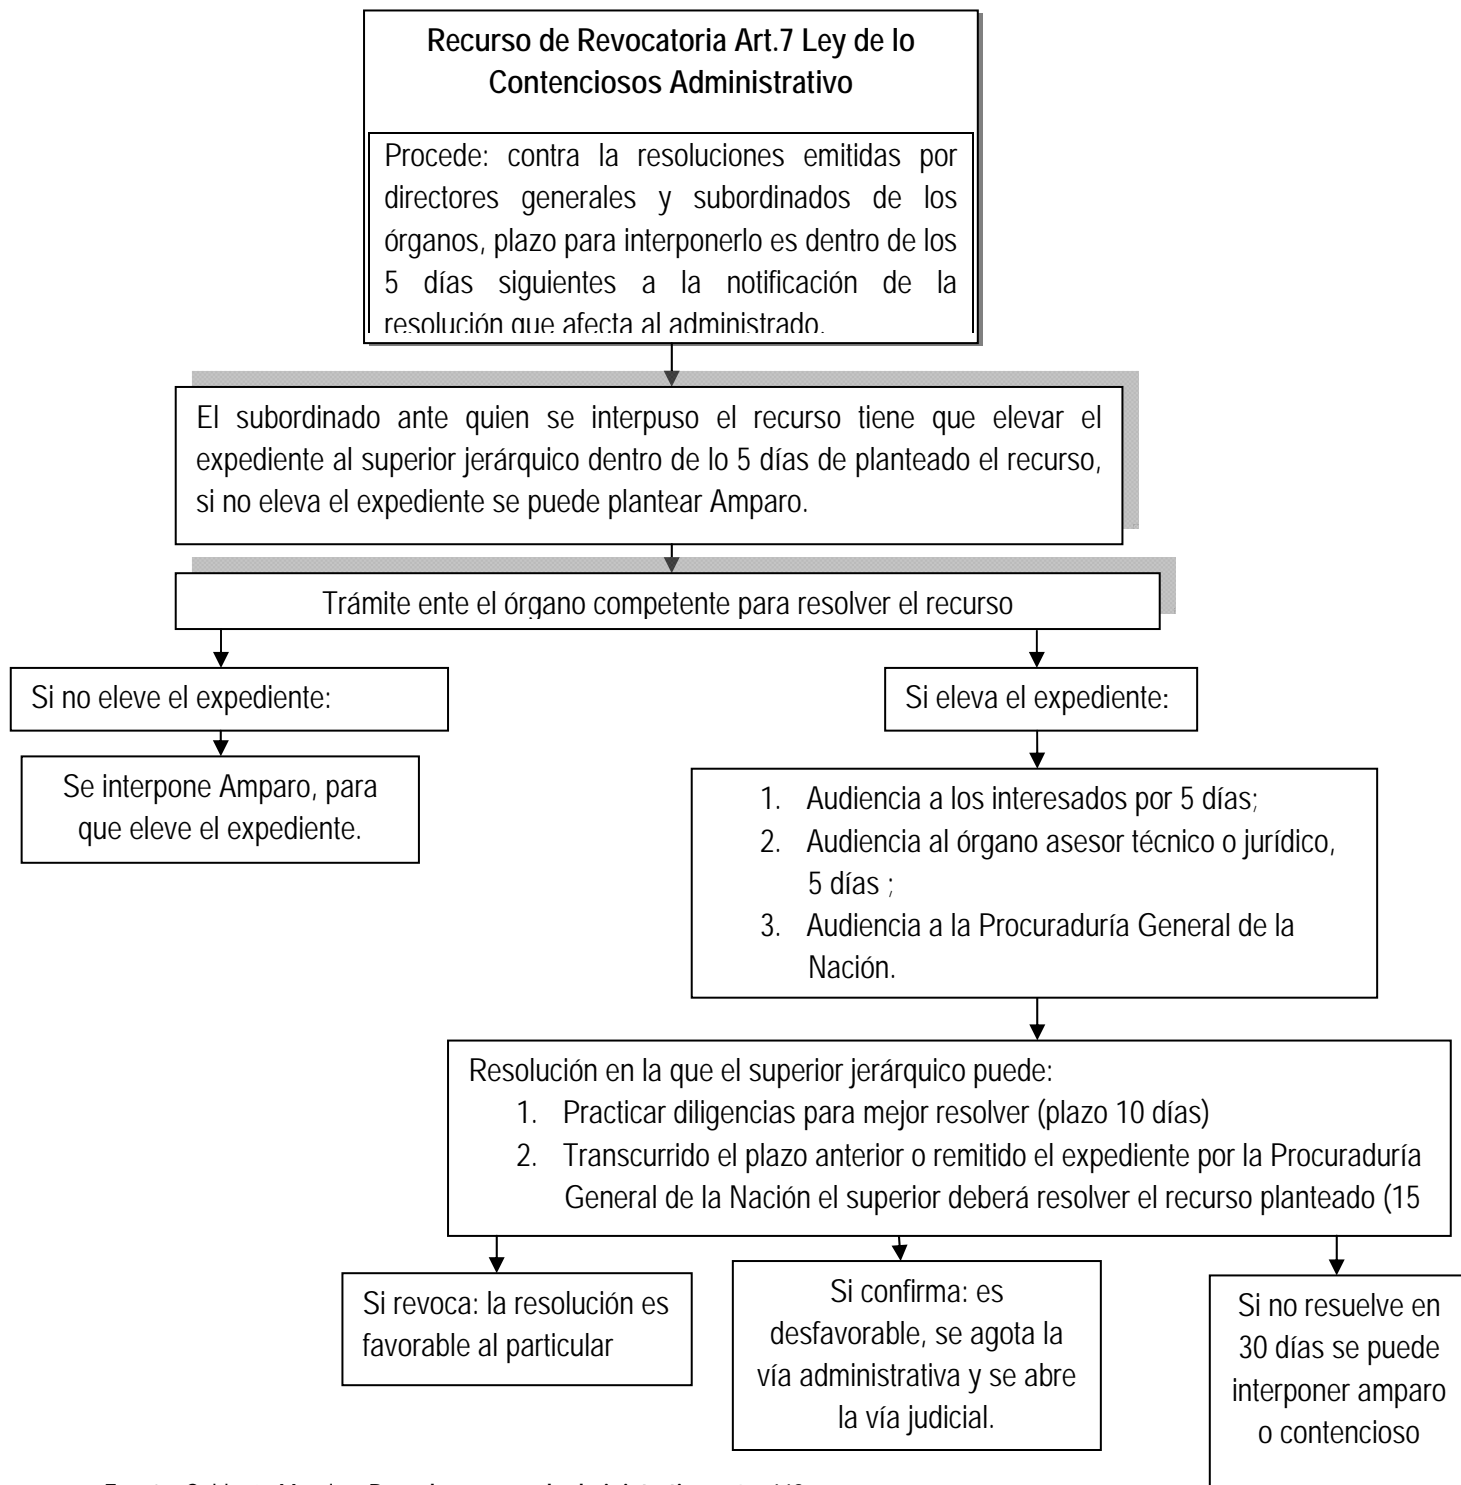 Recurso de Revocatoria Art.7 Ley de lo
Contenciosos Administrativo
Procede: contra la resoluciones emitidas por
directores generales y subordinados de los
órganos, plazo para interponerlo es dentro de los
5 días siguientes a la notificación de la
resolución que afecta al administrado.
El subordinado ante quien se interpuso el recurso tiene que elevar el
expediente al superior jerárquico dentro de lo 5 días de planteado el recurso,
si no eleva el expediente se puede plantear Amparo.
Trámite ente el órgano competente para resolver el recurso
Si no eleve el expediente:
Si eleva el expediente:
Se interpone Amparo, para
que eleve el expediente.
1. Audiencia a los interesados por 5 días;
2. Audiencia al órgano asesor técnico o jurídico,
5 días ;
3. Audiencia a la Procuraduría General de la
Nación.
Resolución en la que el superior jerárquico puede:
1. Practicar diligencias para mejor resolver (plazo 10 días)
2. Transcurrido el plazo anterior o remitido el expediente por la Procuraduría
General de la Nación el superior deberá resolver el recurso planteado (15
Si revoca: la resolución es
favorable al particular
Si confirma: es
desfavorable, se agota la
vía administrativa y se abre
la vía judicial.
Si no resuelve en
30 días se puede
interponer amparo
o contencioso